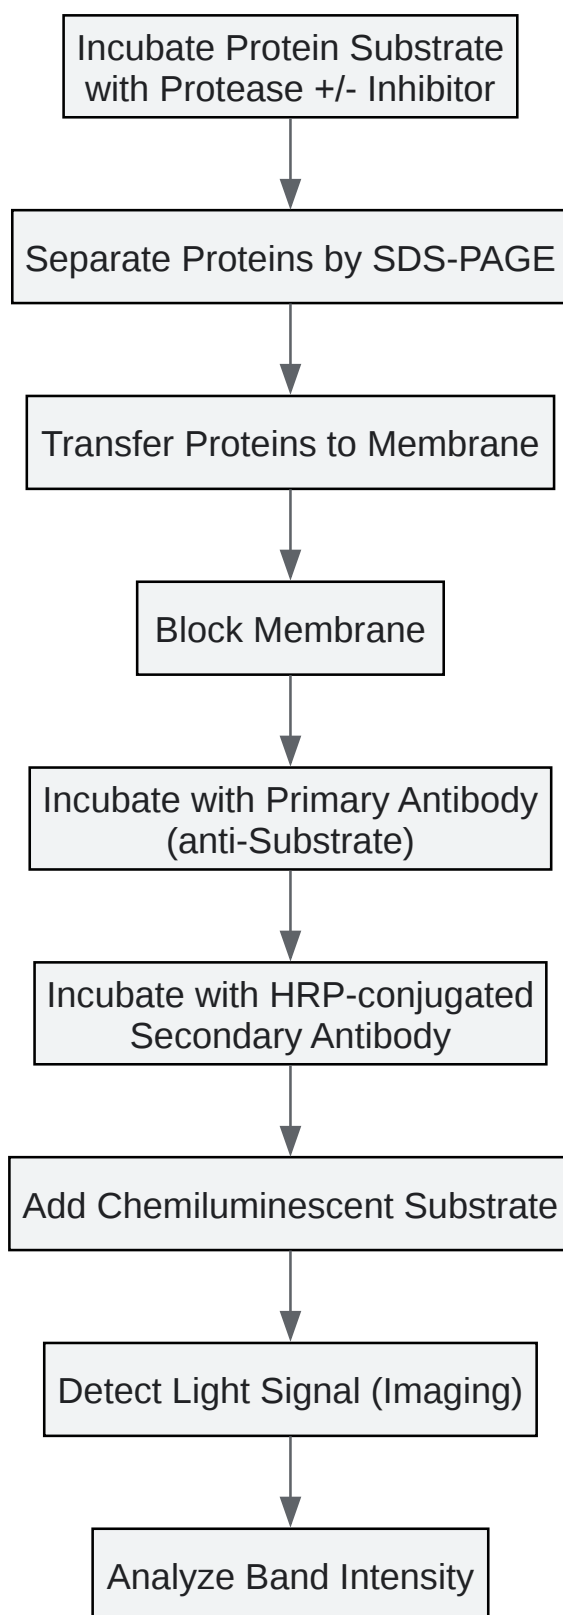 Incubate Protein Substrate
with Protease +/- Inhibitor
Separate Proteins by SDS-PAGE
Transfer Proteins to Membrane
Block Membrane
Incubate with Primary Antibody
(anti-Substrate)
Incubate with HRP-conjugated
Secondary Antibody
Add Chemiluminescent Substrate
Detect Light Signal (Imaging)
Analyze Band Intensity